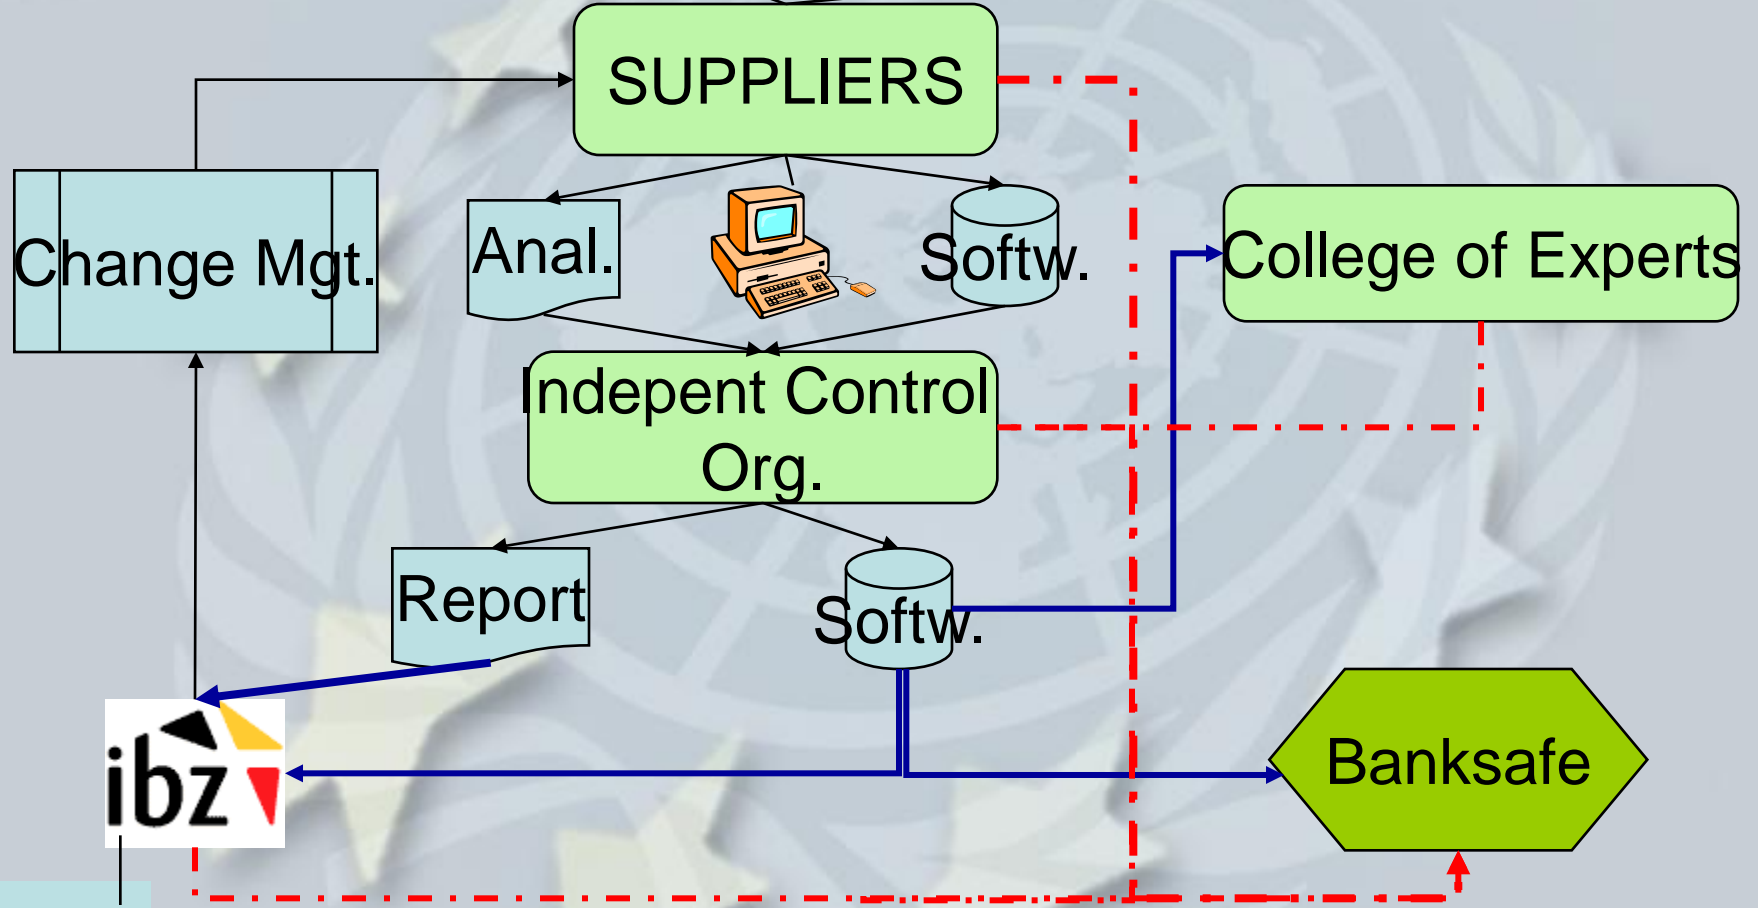 SUPPLIERS
Change Mgt.
Anal.
Softw.
College of Experts
Indepent Control
Org.
Report
Softw.
ibz
Banksafe